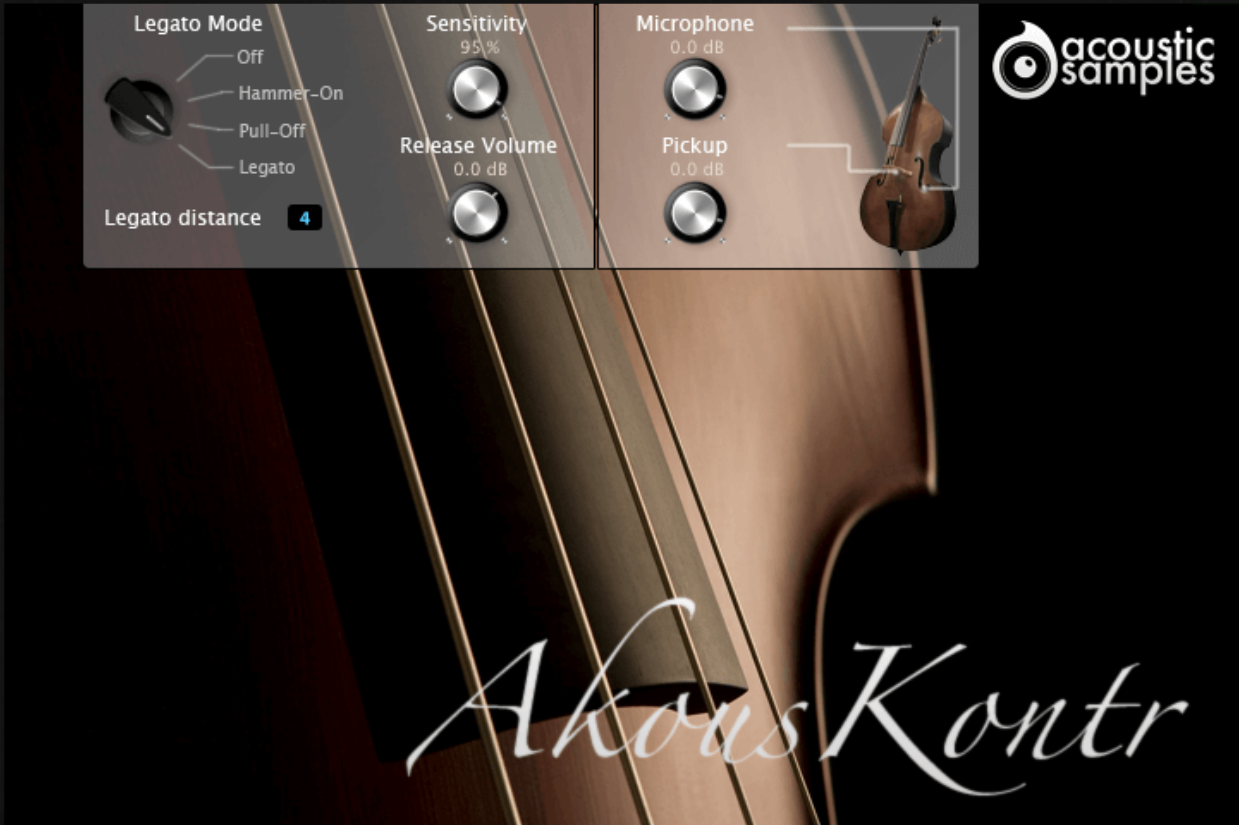 Legato Mode
Off
Hammer-On
Pull-Off
Legato
Legato distance 4
Sensitivity
95 %
Release Volume
0.0 dB
Microphone
0.0 dB
Pickup
0.0 dB
acoustic
samples
AkousKontr